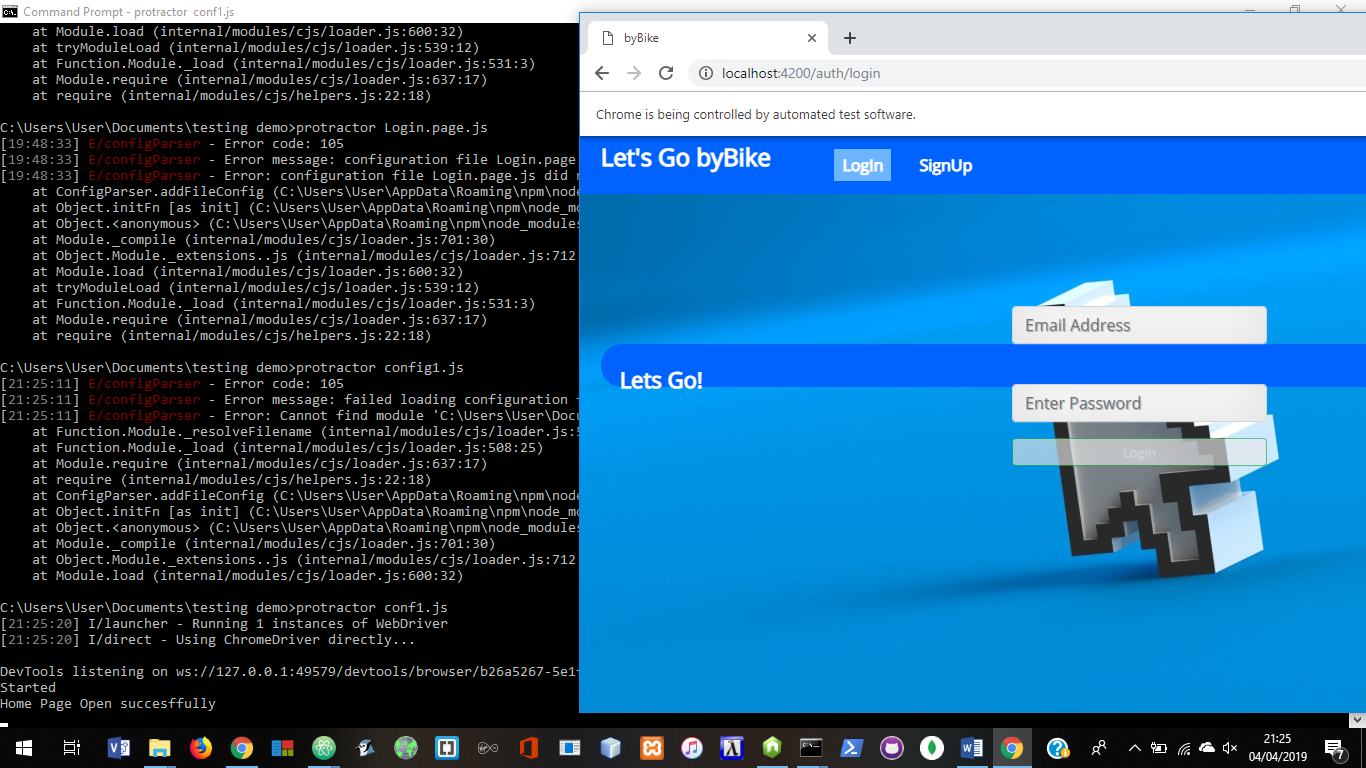 Command Prompt - protractor  conf1.js
    at Module.load (internal/modules/cjs/loader.js:600:32)
    at tryModuleLoad (internal/modules/cjs/loader.js:539:12)
    at Function.Module._load (internal/modules/cjs/loader.js:531:3)
    at Module.require (internal/modules/cjs/loader.js:637:17)
    at require (internal/modules/cjs/helpers.js:22:18)
C:\Users\User\Documents\testing demo>protractor Login.page.js
[19:48:33] E/configParser - Error code: 105
[19:48:33] E/configParser - Error message: configuration file Login.page
[19:48:33] E/configParser - Error: configuration file Login.page.js did
    at ConfigParser.addFileConfig (C:\Users\User\AppData\Roaming\npm\node_
    at Object.initFn [as init] (C:\Users\User\AppData\Roaming\npm\node_
    at Object.<anonymous> (C:\Users\User\AppData\Roaming\npm\node_modules
    at Module._compile (internal/modules/cjs/loader.js:701:30)
    at Object.Module._extensions..js (internal/modules/cjs/loader.js:712
    at Module.load (internal/modules/cjs/loader.js:600:32)
    at tryModuleLoad (internal/modules/cjs/loader.js:539:12)
    at Function.Module._load (internal/modules/cjs/loader.js:531:3)
    at Module.require (internal/modules/cjs/loader.js:637:17)
    at require (internal/modules/cjs/helpers.js:22:18)
C:\Users\User\Documents\testing demo>protractor config1.js
[21:25:11] E/configParser - Error code: 105
[21:25:11] E/configParser - Error message: failed loading configuration
[21:25:11] E/configParser - Error: Cannot find module 'C:\Users\User\Docu
    at Function.Module._resolveFilename (internal/modules/cjs/loader.js:
    at Function.Module._load (internal/modules/cjs/loader.js:508:25)
    at Module.require (internal/modules/cjs/loader.js:637:17)
    at require (internal/modules/cjs/helpers.js:22:18)
    at ConfigParser.addFileConfig (C:\Users\User\AppData\Roaming\npm\node
    at Object.initFn [as init] (C:\Users\User\AppData\Roaming\npm\node_
    at Object.<anonymous> (C:\Users\User\AppData\Roaming\npm\node_modules
    at Module._compile (internal/modules/cjs/loader.js:701:30)
    at Object.Module._extensions..js (internal/modules/cjs/loader.js:712
    at Module.load (internal/modules/cjs/loader.js:600:32)
C:\Users\User\Documents\testing demo>protractor conf1.js
[21:25:20] I/launcher - Running 1 instances of WebDriver
[21:25:20] I/direct - Using ChromeDriver directly...
DevTools listening on ws://127.0.0.1:49579/devtools/browser/b26a5267-5e1
Started
Home Page Open succesffully
byBike
localhost:4200/auth/login
Chrome is being controlled by automated test software.
Let's Go byBike
LogIn
SignUp
Email Address
Lets Go!
Enter Password
Login
21:25
04/04/2019
7